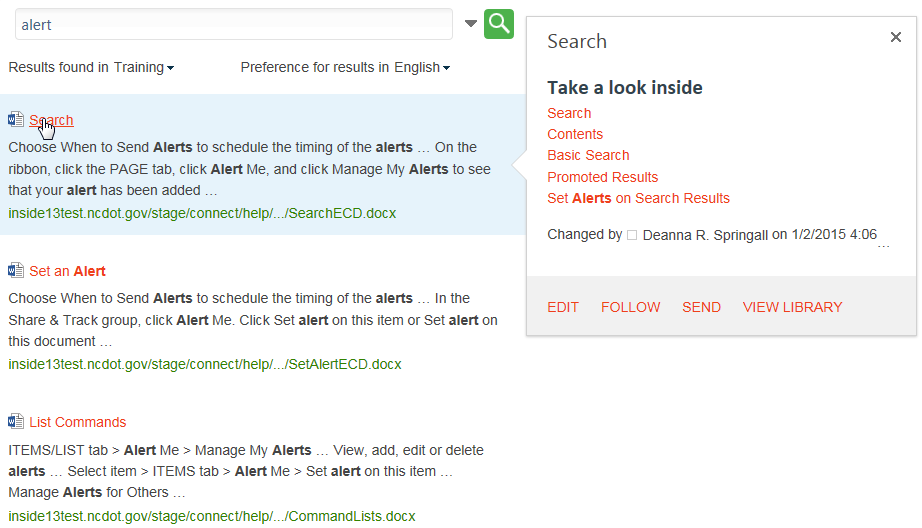 alert
Results found in Training
Preference for results in English
Search
Choose When to Send Alerts to schedule the timing of the alerts … On the
ribbon, click the PAGE tab, click Alert Me, and click Manage My Alerts to see
that your alert has been added …
inside13test.ncdot.gov/stage/connect/help/.../SearchECD.docx
Set an Alert
Choose When to Send Alerts to schedule the timing of the alerts … In the
Share & Track group, click Alert Me. Click Set alert on this item or Set alert on
this document …
inside13test.ncdot.gov/stage/connect/help/.../SetAlertECD.docx
List Commands
ITEMS/LIST tab > Alert Me > Manage My Alerts … View, add, edit or delete
alerts … Select item > ITEMS tab > Alert Me > Set alert on this item …
Manage Alerts for Others …
inside13test.ncdot.gov/stage/connect/help/.../CommandLists.docx
Search
Take a look inside
Search
Contents
Basic Search
Promoted Results
Set Alerts on Search Results
Changed by Deanna R. Springall on 1/2/2015 4:06 ...
EDIT FOLLOW SEND VIEW LIBRARY